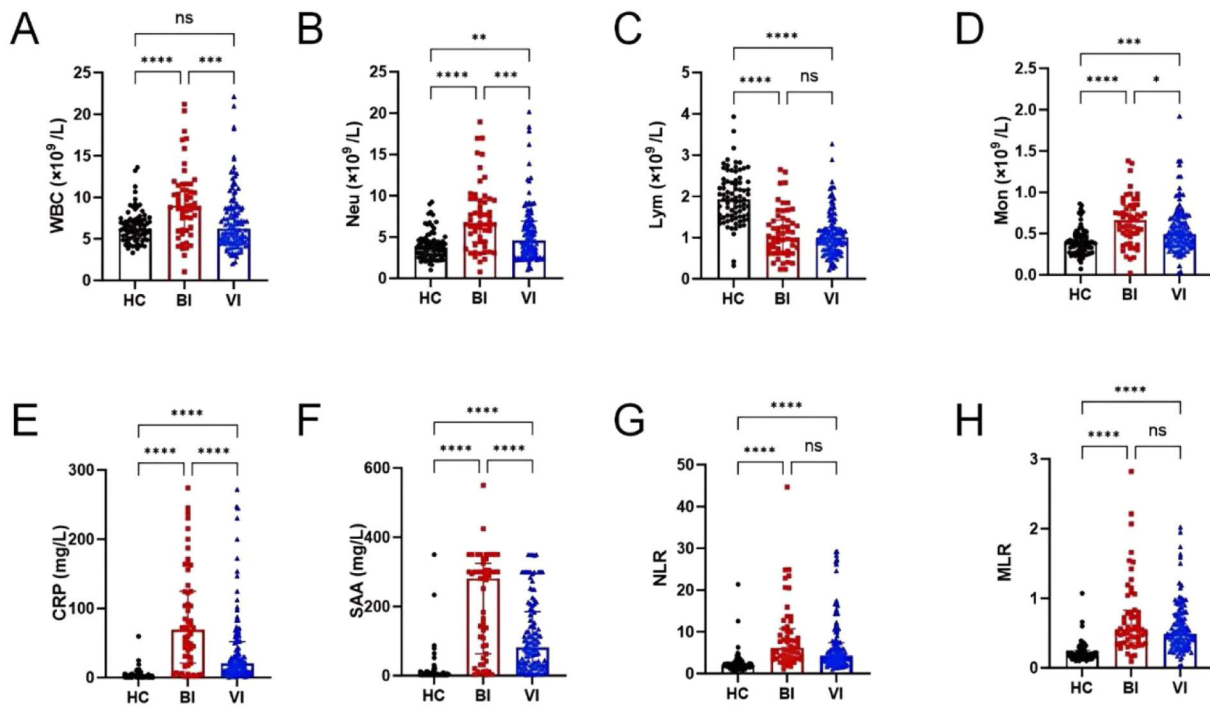 A
ns
**** ***
WBC (×10⁹/L)
25
20
15
10
5
0
HC BI VI
B
**
**** ***
Neu (×10⁹/L)
25
20
15
10
5
0
HC BI VI
C
****
**** ns
Lym (×10⁹/L)
5
4
3
2
1
0
HC BI VI
D
***
**** *
Mon (×10⁹/L)
2.5
2.0
1.5
1.0
0.5
0.0
HC BI VI
E
****
**** ****
CRP (mg/L)
300
200
100
0
HC BI VI
F
****
**** ****
SAA (mg/L)
600
400
200
0
HC BI VI
G
****
**** ns
NLR
50
40
30
20
10
0
HC BI VI
H
****
**** ns
MLR
3
2
1
0
HC BI VI